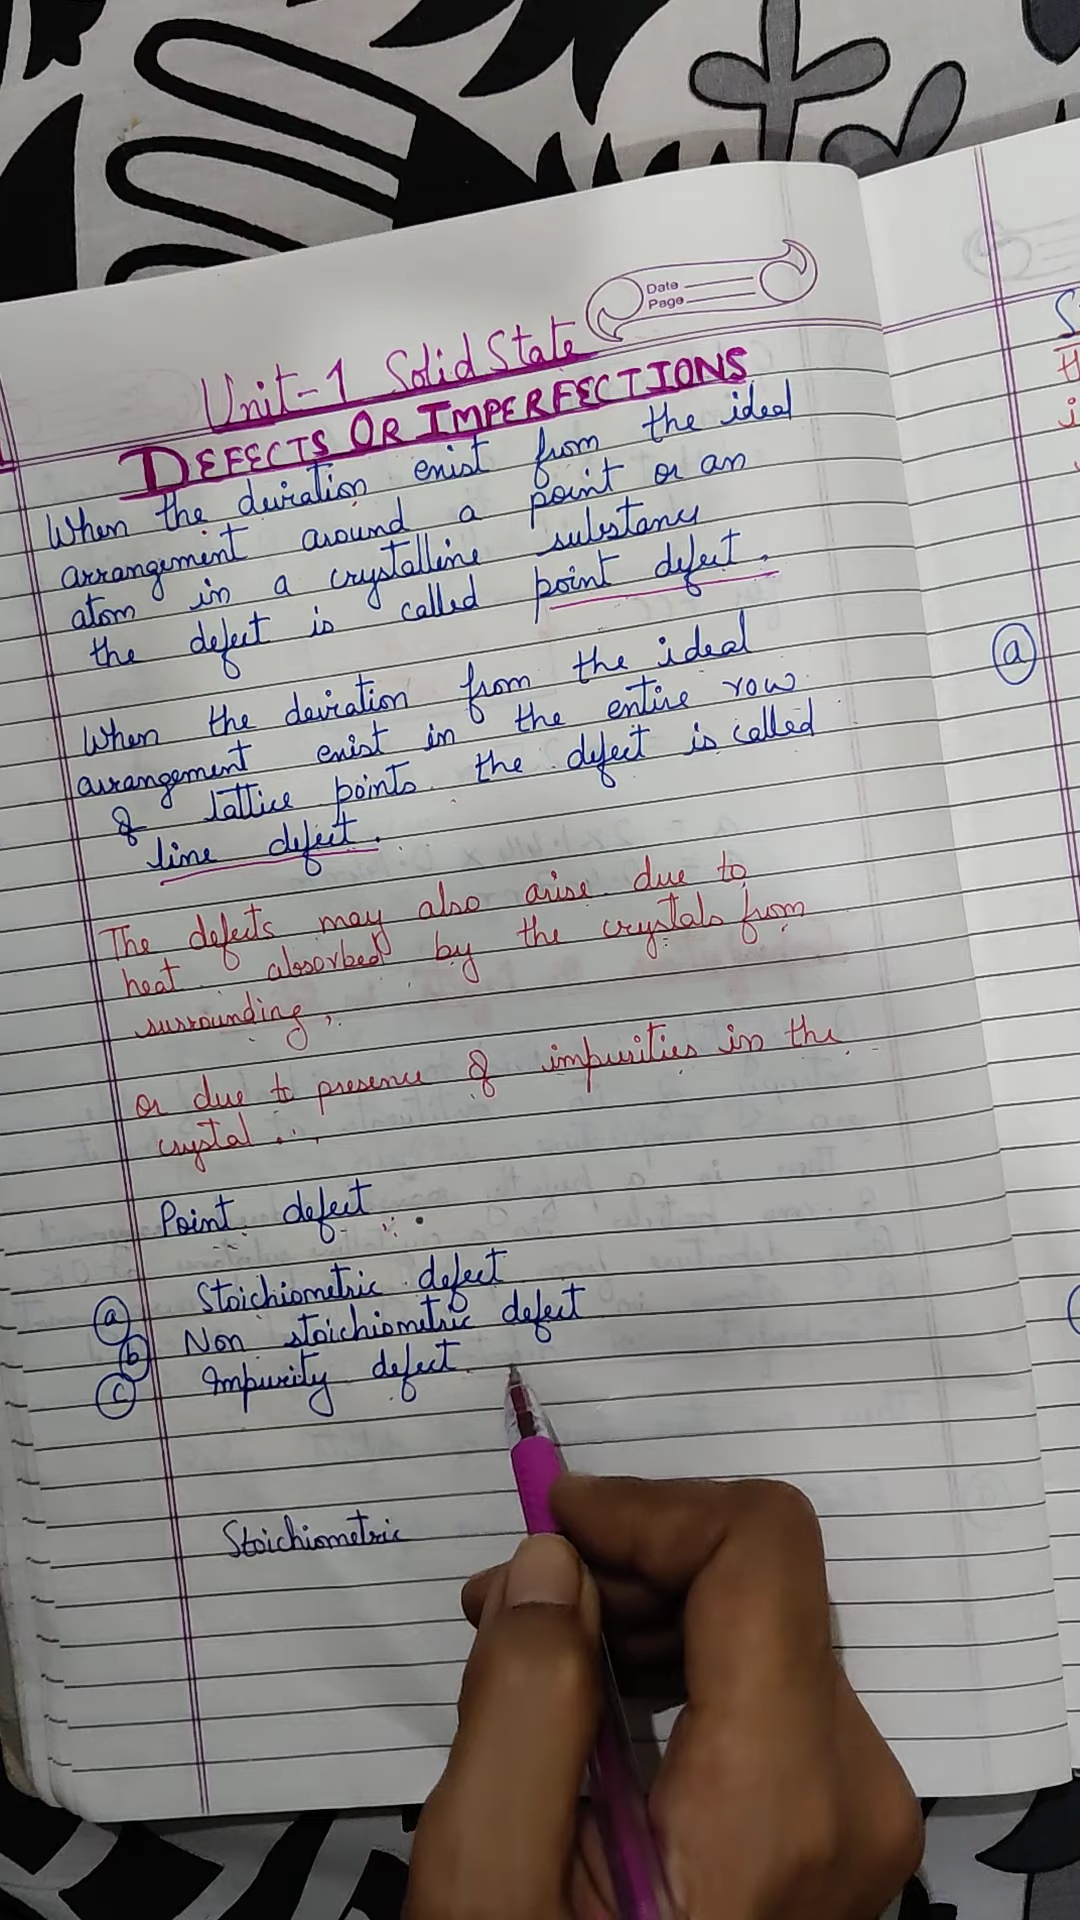 Date
Page
Unit-1 Solid State
DEFECTS OR IMPERFECTIONS
When the deviation exist from the ideal
arrangement around a point or an
atom in a crystalline substance
the defect is called point defect.
When the deviation from the ideal
arrangement exist in the entire row
of lattice points the defect is called
line defect.
The defects may also arise due to
heat absorbed by the crystals from
surrounding,
or due to presence of impurities in the
crystal...
Point defect
(a) Stoichiometric defect
(b) Non stoichiometric defect
(c) Impurity defect
Stoichiometric
(a)